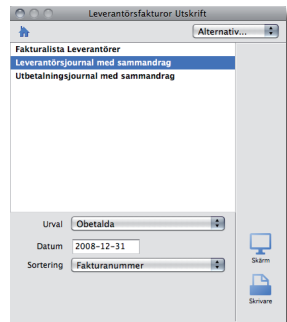 Leverantörsfakturor Utskrift
Alternativ...
Fakturalista Leverantörer
Leverantörsjournal med sammandrag
Utbetalningsjournal med sammandrag
Urval Obetalda
Datum 2008-12-31
Sortering Fakturanummer
Skärm
Skrivare